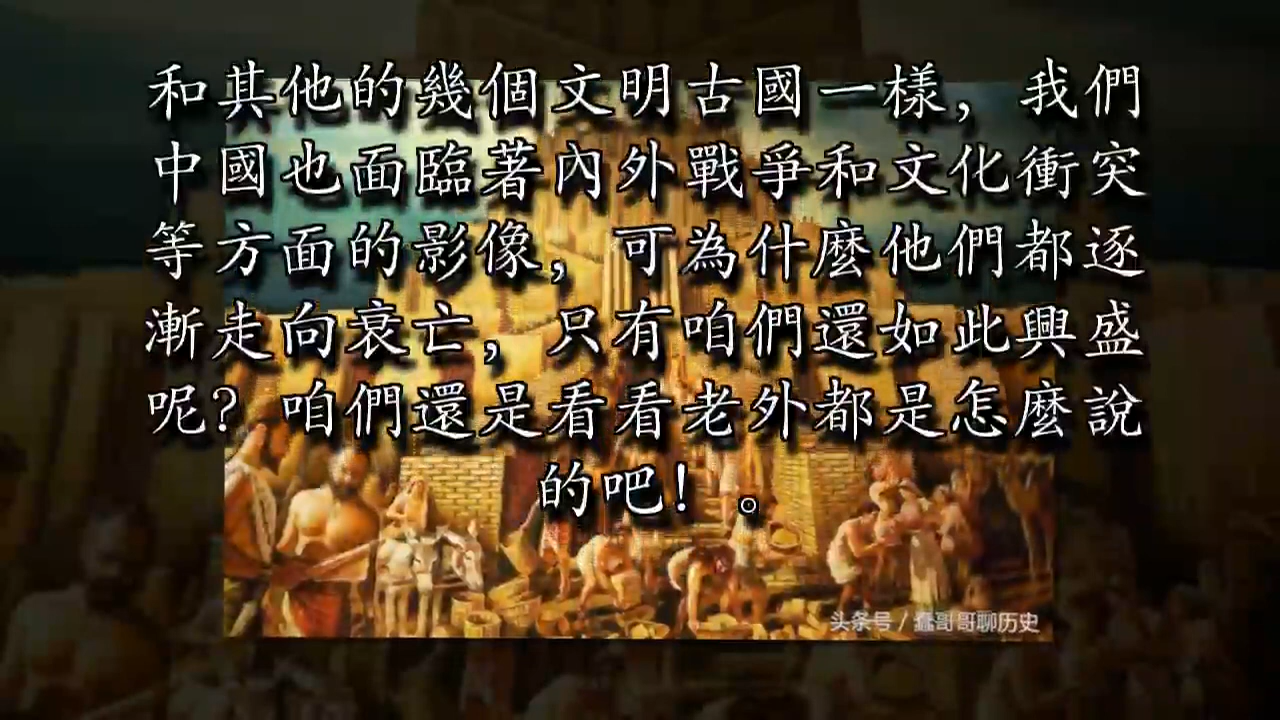 和其他的幾個文明古國一樣，我們
中國也面臨著內外戰爭和文化衝突
等方面的影像，可為什麼他們都逐
漸走向衰亡，只有咱們還如此興盛
呢？咱們還是看看老外都是怎麼說
的吧！。
头条号 / 蠢哥哥聊历史